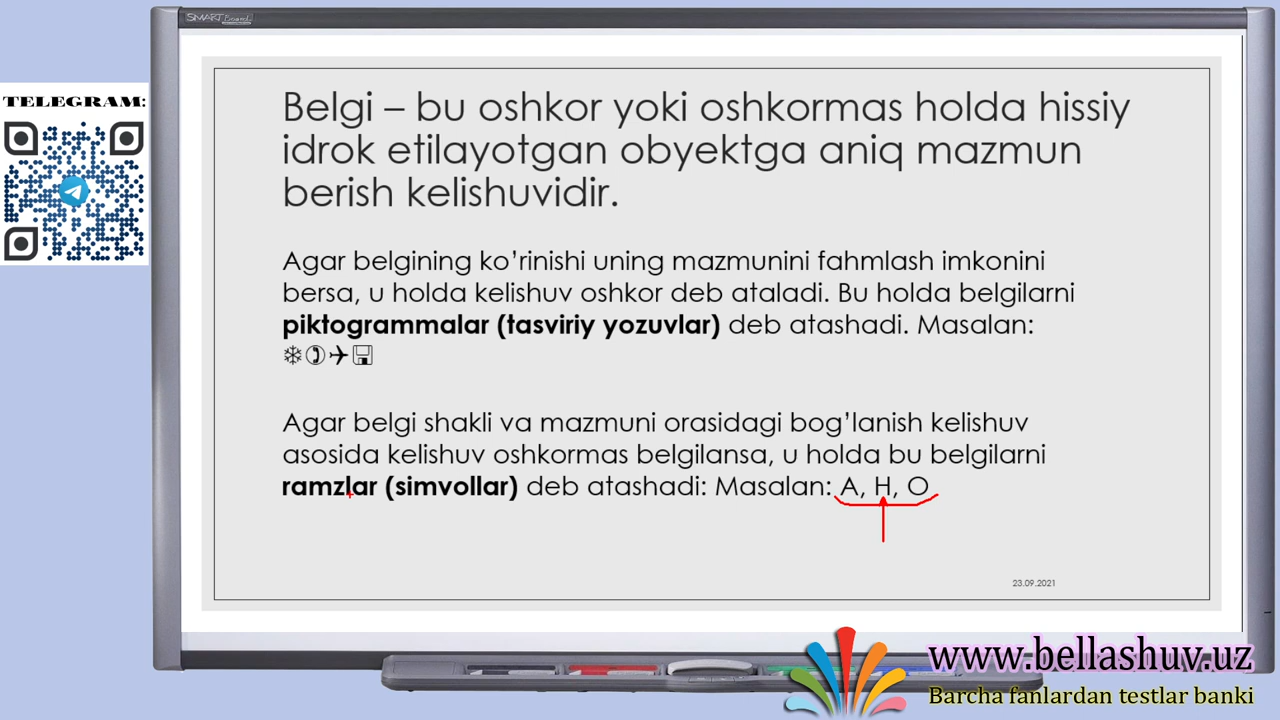 SMART Board
TELEGRAM:
Belgi – bu oshkor yoki oshkormas holda hissiy
idrok etilayotgan obyektga aniq mazmun
berish kelishuvidir.
Agar belgining ko’rinishi uning mazmunini fahmlash imkonini
bersa, u holda kelishuv oshkor deb ataladi. Bu holda belgilarni
piktogrammalar (tasviriy yozuvlar) deb atashadi. Masalan:
Agar belgi shakli va mazmuni orasidagi bog’lanish kelishuv
asosida kelishuv oshkormas belgilansa, u holda bu belgilarni
ramzlar (simvollar) deb atashadi: Masalan: A, H, O
23.09.2021
www.bellashuv.uz
Barcha fanlardan testlar banki